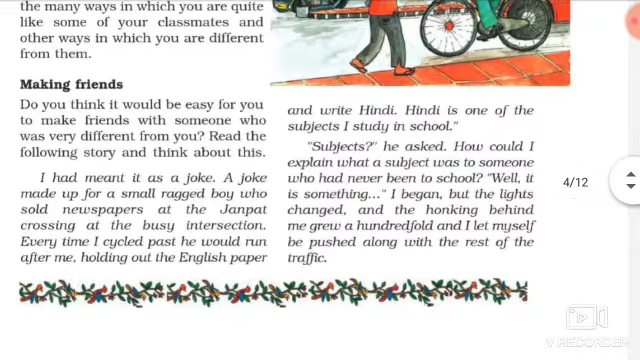 the many ways in which you are quite
like some of your classmates and
other ways in which you are different
from them.
Making friends
Do you think it would be easy for you
to make friends with someone who
was very different from you? Read the
following story and think about this.
I had meant it as a joke. A joke
made up for a small ragged boy who
sold newspapers at the Janpat
crossing at the busy intersection.
Every time I cycled past he would run
after me, holding out the English paper
and write Hindi. Hindi is one of the
subjects I study in school."
"Subjects?" he asked. How could I
explain what a subject was to someone
who had never been to school? "Well, it
is something..." I began, but the lights
changed, and the honking behind
me grew a hundredfold and I let myself
be pushed along with the rest of the
traffic.
4/12
V RECORDER